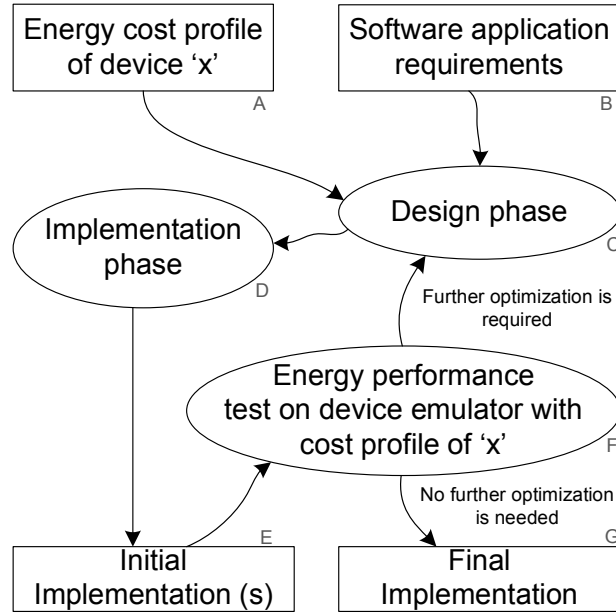 Energy cost profile
of device ‘x’
A
Software application
requirements
B
Design phase
C
Implementation
phase
D
Further optimization is
required
Energy performance
test on device emulator with
cost profile of ‘x’
F
No further optimization
is needed
E
Initial
Implementation (s)
G
Final
Implementation